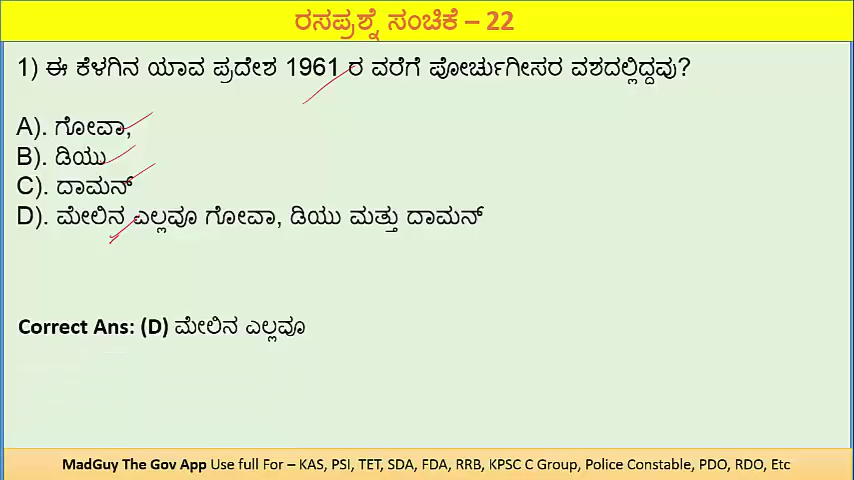 ರಸಪ್ರಶ್ನೆ ಸಂಚಿಕೆ – 22
1) ಈ ಕೆಳಗಿನ ಯಾವ ಪ್ರದೇಶ 1961 ರ ವರೆಗೆ ಪೋರ್ಚುಗೀಸರ ವಶದಲ್ಲಿದ್ದವು?
A). ಗೋವಾ,
B). ಡಿಯು
C). ದಾಮನ್
D). ಮೇಲಿನ ಎಲ್ಲವೂ ಗೋವಾ, ಡಿಯು ಮತ್ತು ದಾಮನ್
Correct Ans: (D) ಮೇಲಿನ ಎಲ್ಲವೂ
MadGuy The Gov App Use full For – KAS, PSI, TET, SDA, FDA, RRB, KPSC C Group, Police Constable, PDO, RDO, Etc